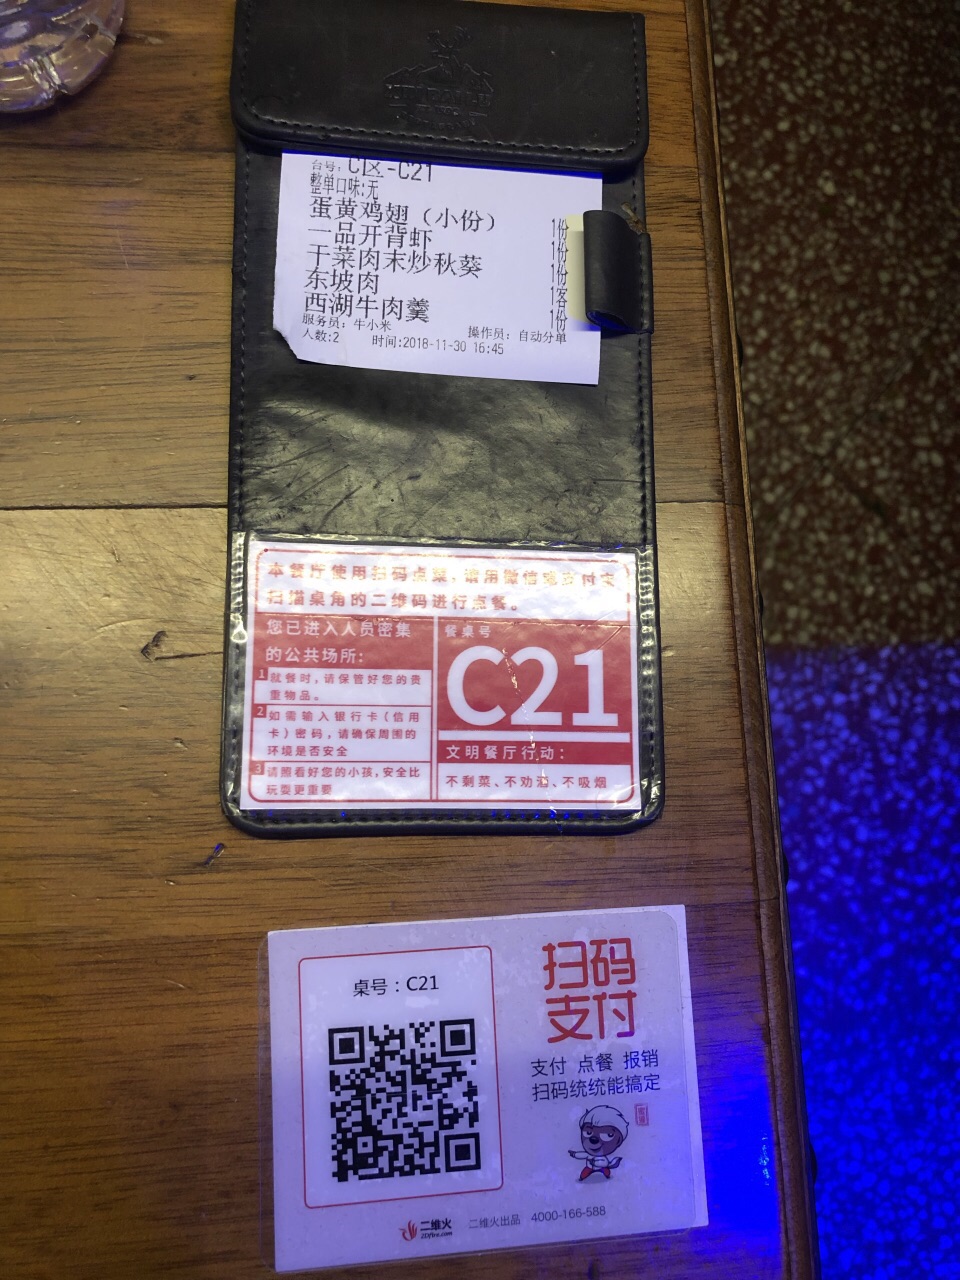 台号: C区-C21
整单口味:无
蛋黄鸡翅（小份） 1份
一品开背虾 1份
干菜肉末炒秋葵 1份
东坡肉 1客
西湖牛肉羹 1份
服务员: 牛小米 操作员: 自动分单
人数:2 时间:2018-11-30 16:45
本餐厅使用扫码点菜,请用微信或支付宝
扫描桌角的二维码进行点餐。
您已进入人员密集
的公共场所:
1 就餐时,请保管好您的贵
重物品。
2 如需输入银行卡(信用
卡)密码,请确保周围的
环境是否安全
3 请照看好您的小孩,安全比
玩耍更重要
餐桌号
C21
文明餐厅行动:
不剩菜、不劝酒、不吸烟
桌号:C21
扫码
支付
支付 点餐 报销
扫码统统能搞定
二维火
2Dfire.com
二维火出品 4000-166-588